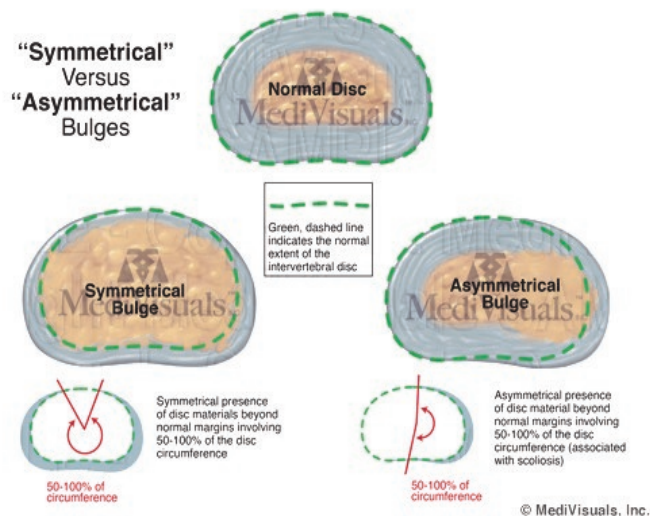 “Symmetrical”
Versus
“Asymmetrical”
Bulges
Normal Disc
MediVisuals
Green, dashed line
indicates the normal
extent of the
intervertebral disc
Symmetrical
Bulge
MediVisuals
Asymmetrical
Bulge
MediVisuals
Symmetrical presence
of disc materials beyond
normal margins involving
50-100% of the disc
circumference
50-100% of
circumference
Asymmetrical presence
of disc material beyond
normal margins involving
50-100% of the disc
circumference (associated
with scoliosis)
50-100% of
circumference
© MediVisuals, Inc.